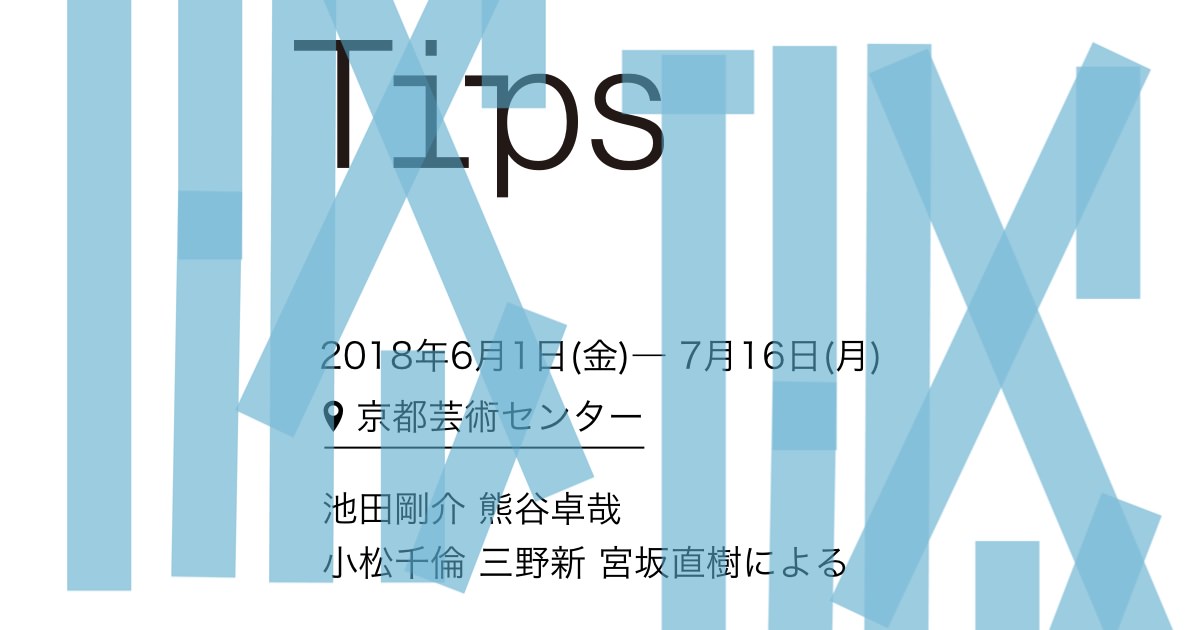 Tips
2018年6月1日(金)— 7月16日(月)
京都芸術センター
池田剛介 熊谷卓哉
小松千倫 三野新 宮坂直樹による